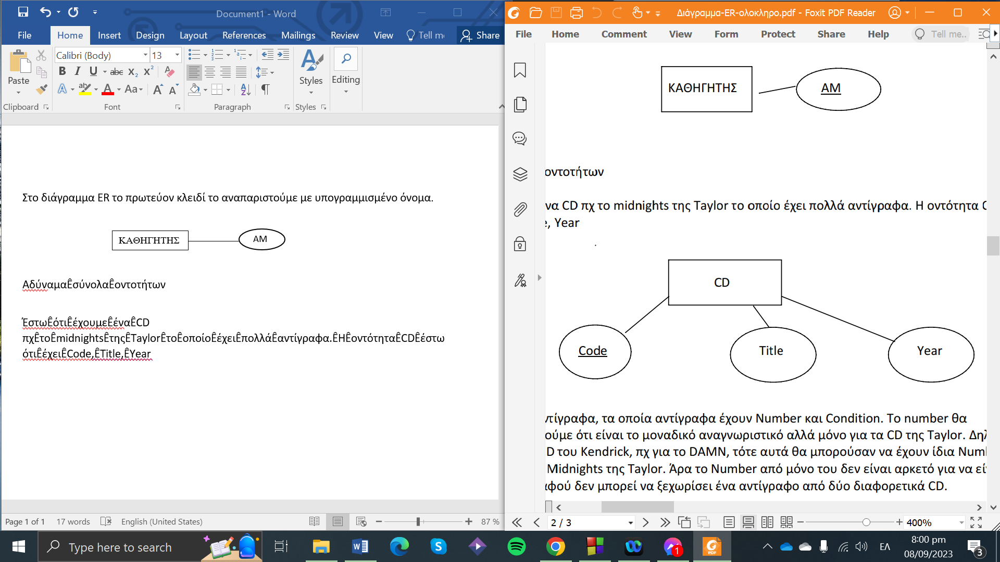 Document1 - Word
File Home Insert Design Layout References Mailings Review View Tell me Share
Calibri (Body) 13
Paste
Styles
Editing
Clipboard Font Paragraph Styles
Στο διάγραμμα ER το πρωτεύον κλειδί το αναπαριστούμε με υπογραμμισμένο όνομα.
ΚΑΘΗΓΗΤΗΣ AM
ΑδύναμαÊσύνολαÊοντοτήτων
ΈστωÊότιÊέχουμεÊέναÊCD
πχÊτοÊmidnightsÊτηςÊTaylorÊτοÊοποίοÊέχειÊπολλάÊαντίγραφα.ÊΗÊοντότηταÊCDÊέστω
ότιÊέχειÊCode,ÊTitle,ÊYear
Page 1 of 1 17 words English (United States) 87 %
Διάγραμμα-ER-ολοκληρο.pdf - Foxit PDF Reader
File Home Comment View Form Protect Share Help Tell me..
ΚΑΘΗΓΗΤΗΣ AM
οντοτήτων
να CD πχ το midnights της Taylor το οποίο έχει πολλά αντίγραφα. Η οντότητα C
e, Year
CD
Code Title Year
ντίγραφα, τα οποία αντίγραφα έχουν Number και Condition. Το number θα
ούμε ότι είναι το μοναδικό αναγνωριστικό αλλά μόνο για τα CD της Taylor. Δηλ
D του Kendrick, πχ για το DAMN, τότε αυτά θα μπορούσαν να έχουν ίδια Numb
Midnights της Taylor. Άρα το Number από μόνο του δεν είναι αρκετό για να εί
αφού δεν μπορεί να ξεχωρίσει ένα αντίγραφο από δύο διαφορετικά CD.
2 / 3 400%
Type here to search
1
ΕΛ
8:00 pm
08/09/2023
3